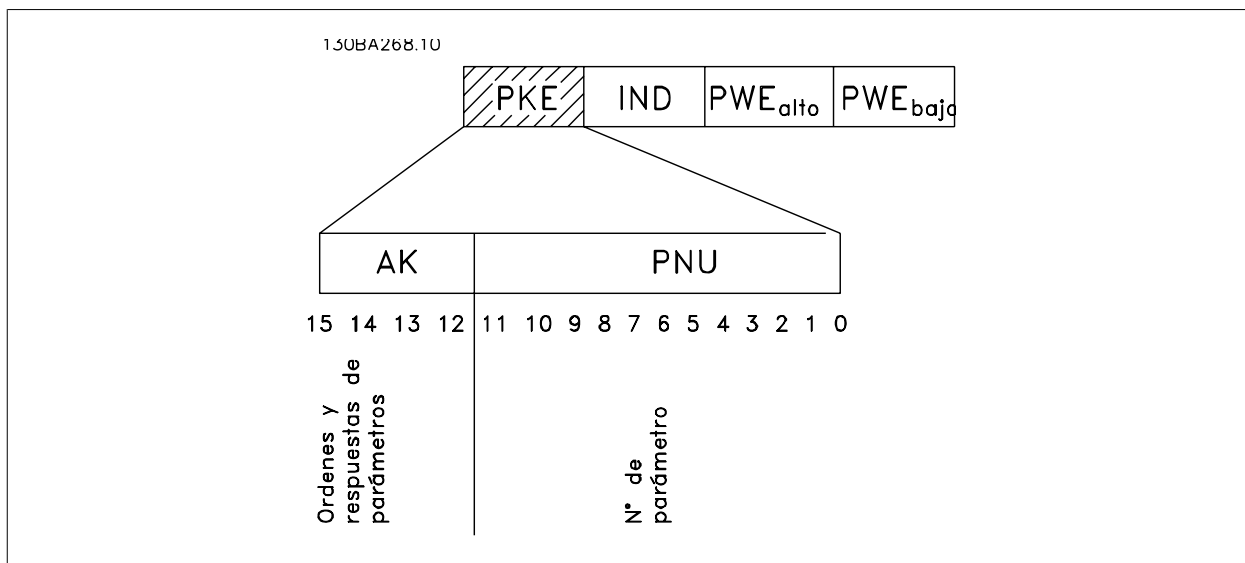 130BA268.10
PKE IND PWEalto PWEbajo
AK PNU
15 14 13 12 11 10 9 8 7 6 5 4 3 2 1 0
Ordenes y
respuestas de
parámetros
N° de
parámetro